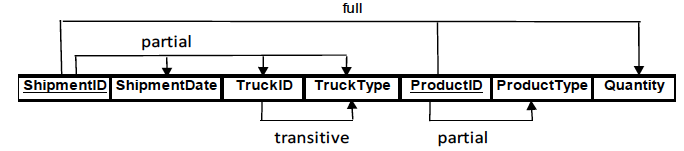 full
partial
ShipmentID ShipmentDate TruckID TruckType ProductID ProductType Quantity
transitive partial